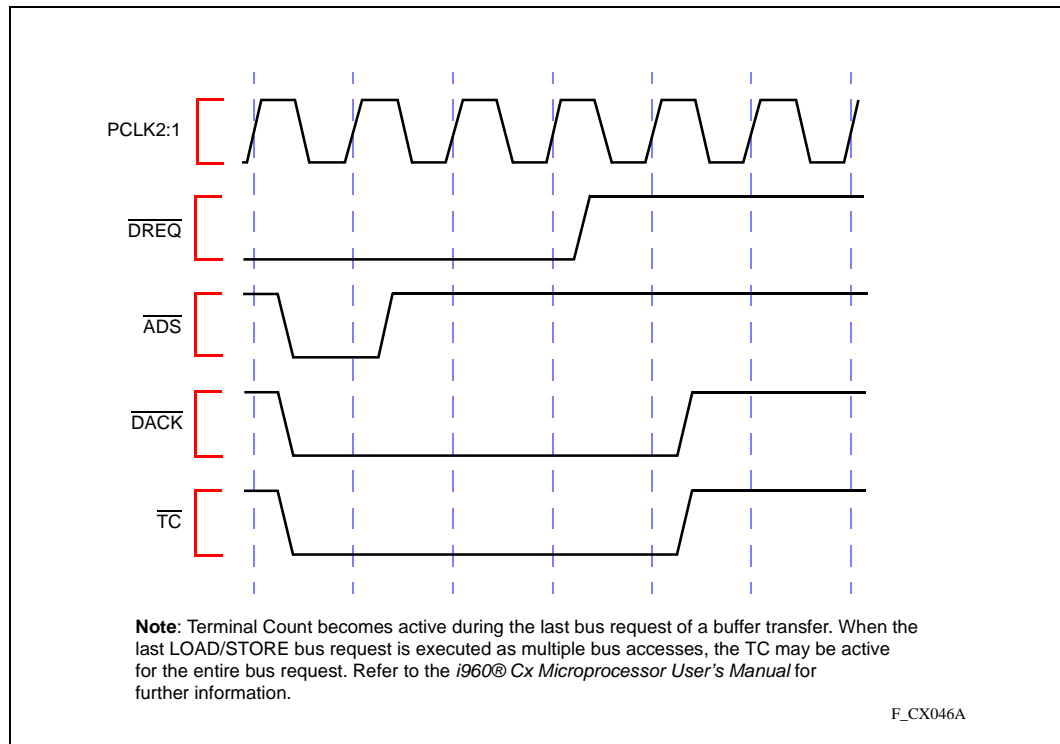 PCLK2:1
DREQ
ADS
DACK
TC
Note: Terminal Count becomes active during the last bus request of a buffer transfer. When the
last LOAD/STORE bus request is executed as multiple bus accesses, the TC may be active
for the entire bus request. Refer to the i960® Cx Microprocessor User's Manual for
further information.
F_CX046A